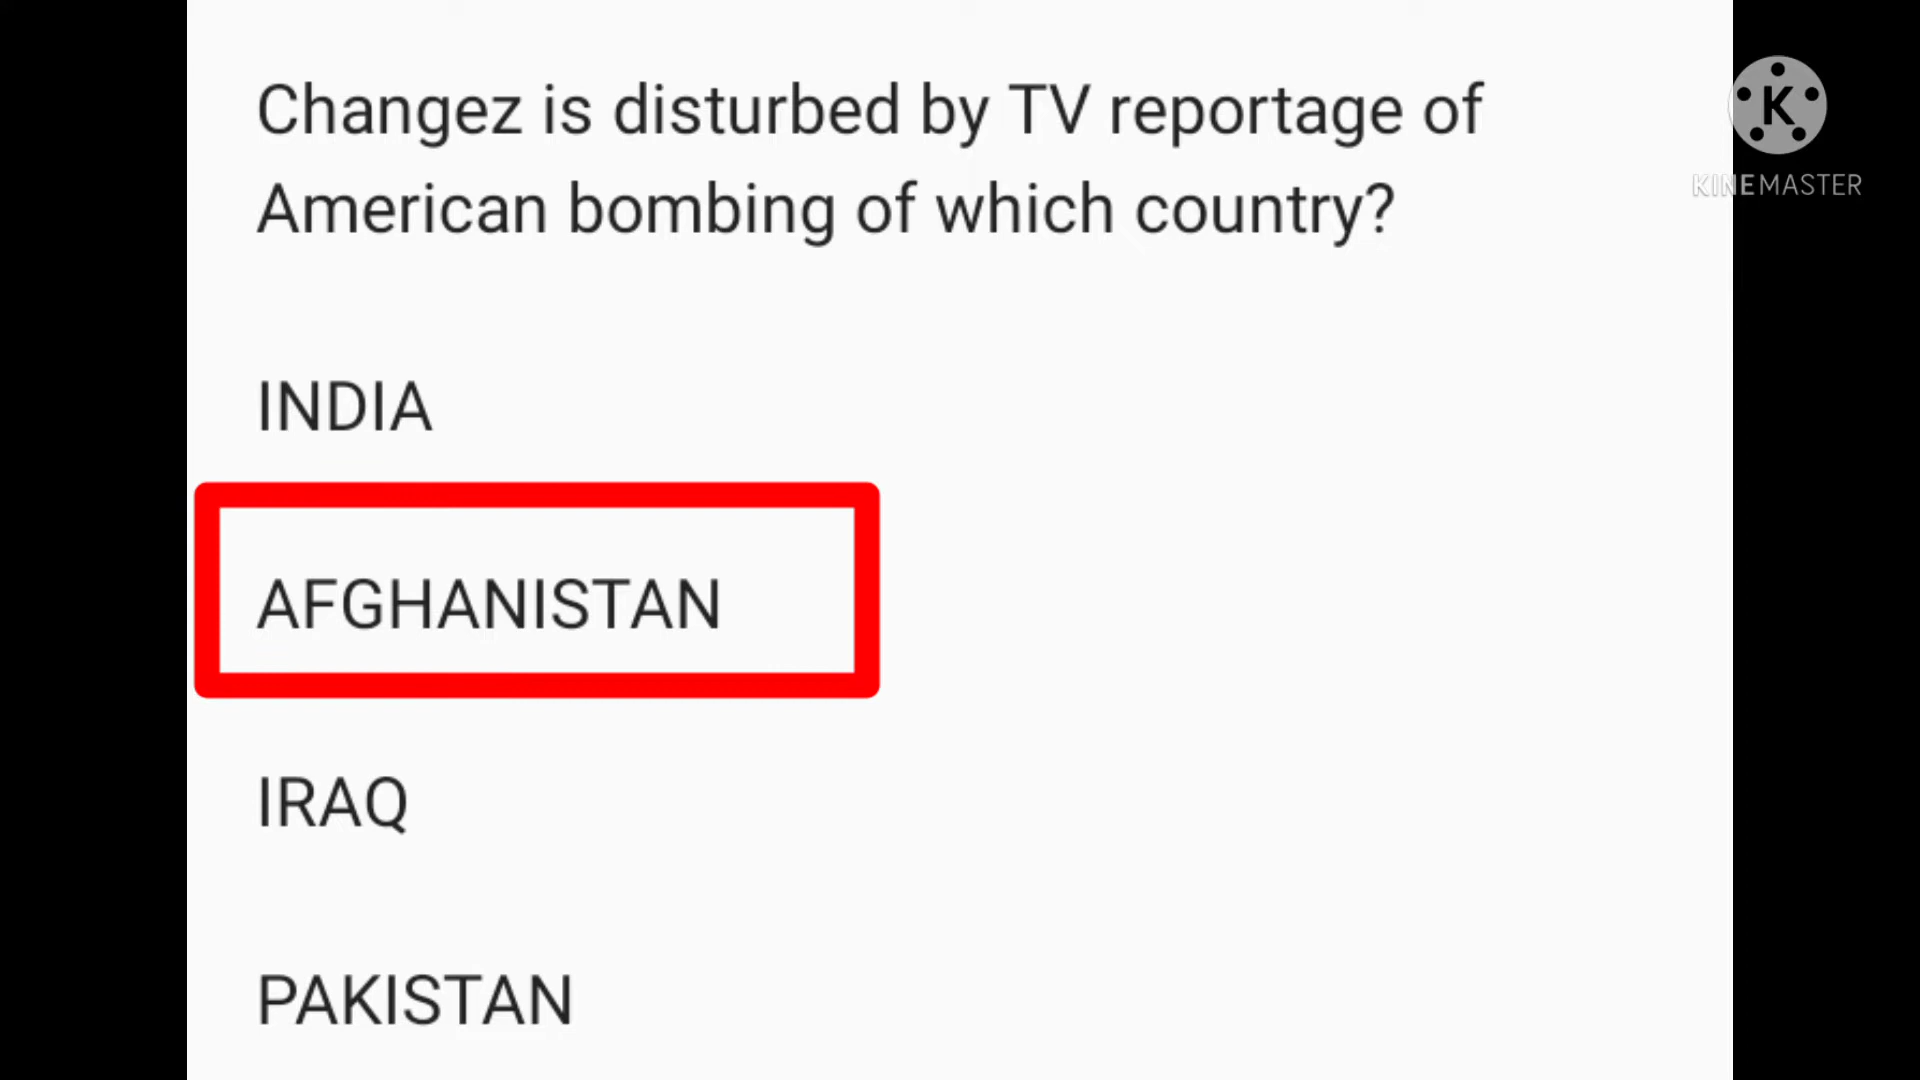 Changez is disturbed by TV reportage of
American bombing of which country?
K
KINEMASTER
INDIA
AFGHANISTAN
IRAQ
PAKISTAN